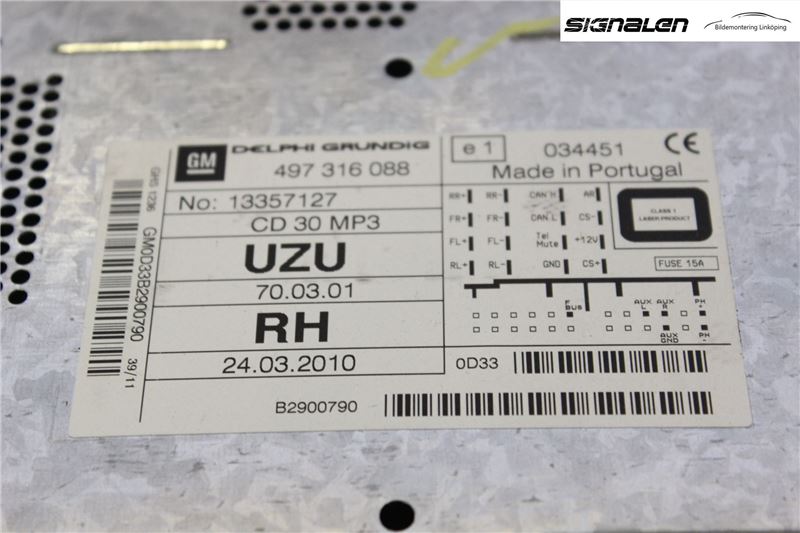 SIGNALEN
Bildemontering Linköping
GM
DELPHI GRUNDIG
497 316 088
No: 13357127
CD 30 MP3
UZU
70.03.01
RH
24.03.2010
B2900790
e 1
034451
CE
Made in Portugal
RR+ RR- CAN H AR
FR+ FR- CAN L CS-
FL+ FL- Tel Mute +12V
RL+ RL- GND CS+
CLASS 1
LASER PRODUCT
FUSE 15A
F BUS
AUX L
AUX R
PH +
AUX GND
PH -
0D33
GM0D33B2900790
39/11